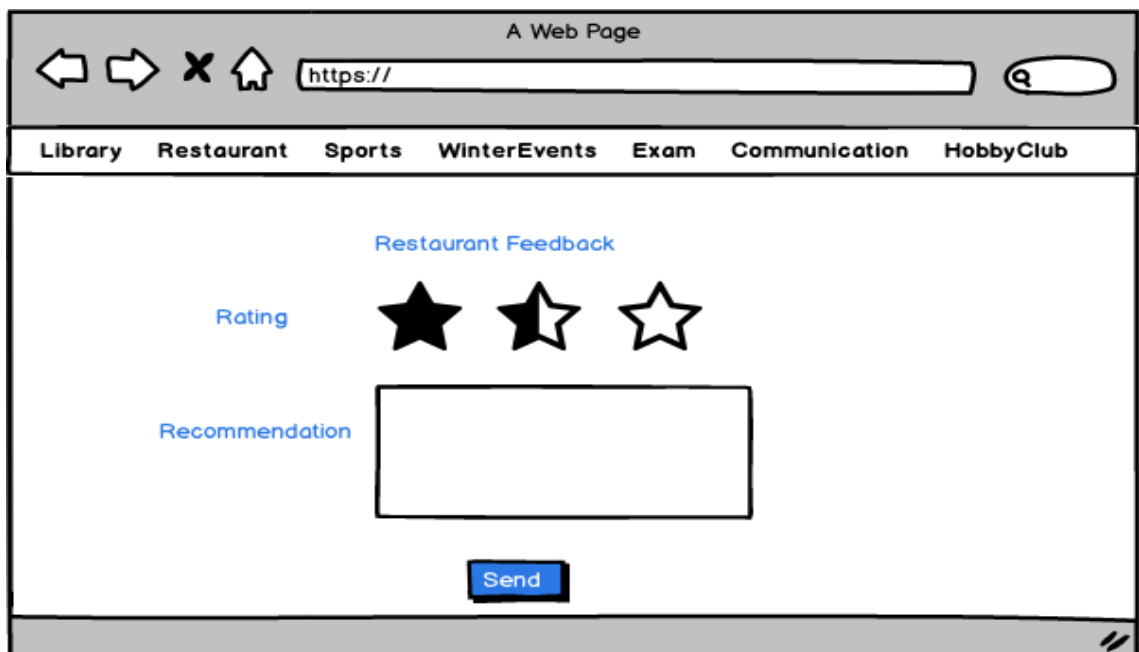 A Web Page
https://
Library Restaurant Sports WinterEvents Exam Communication HobbyClub
Restaurant Feedback
Rating
Recommendation
Send